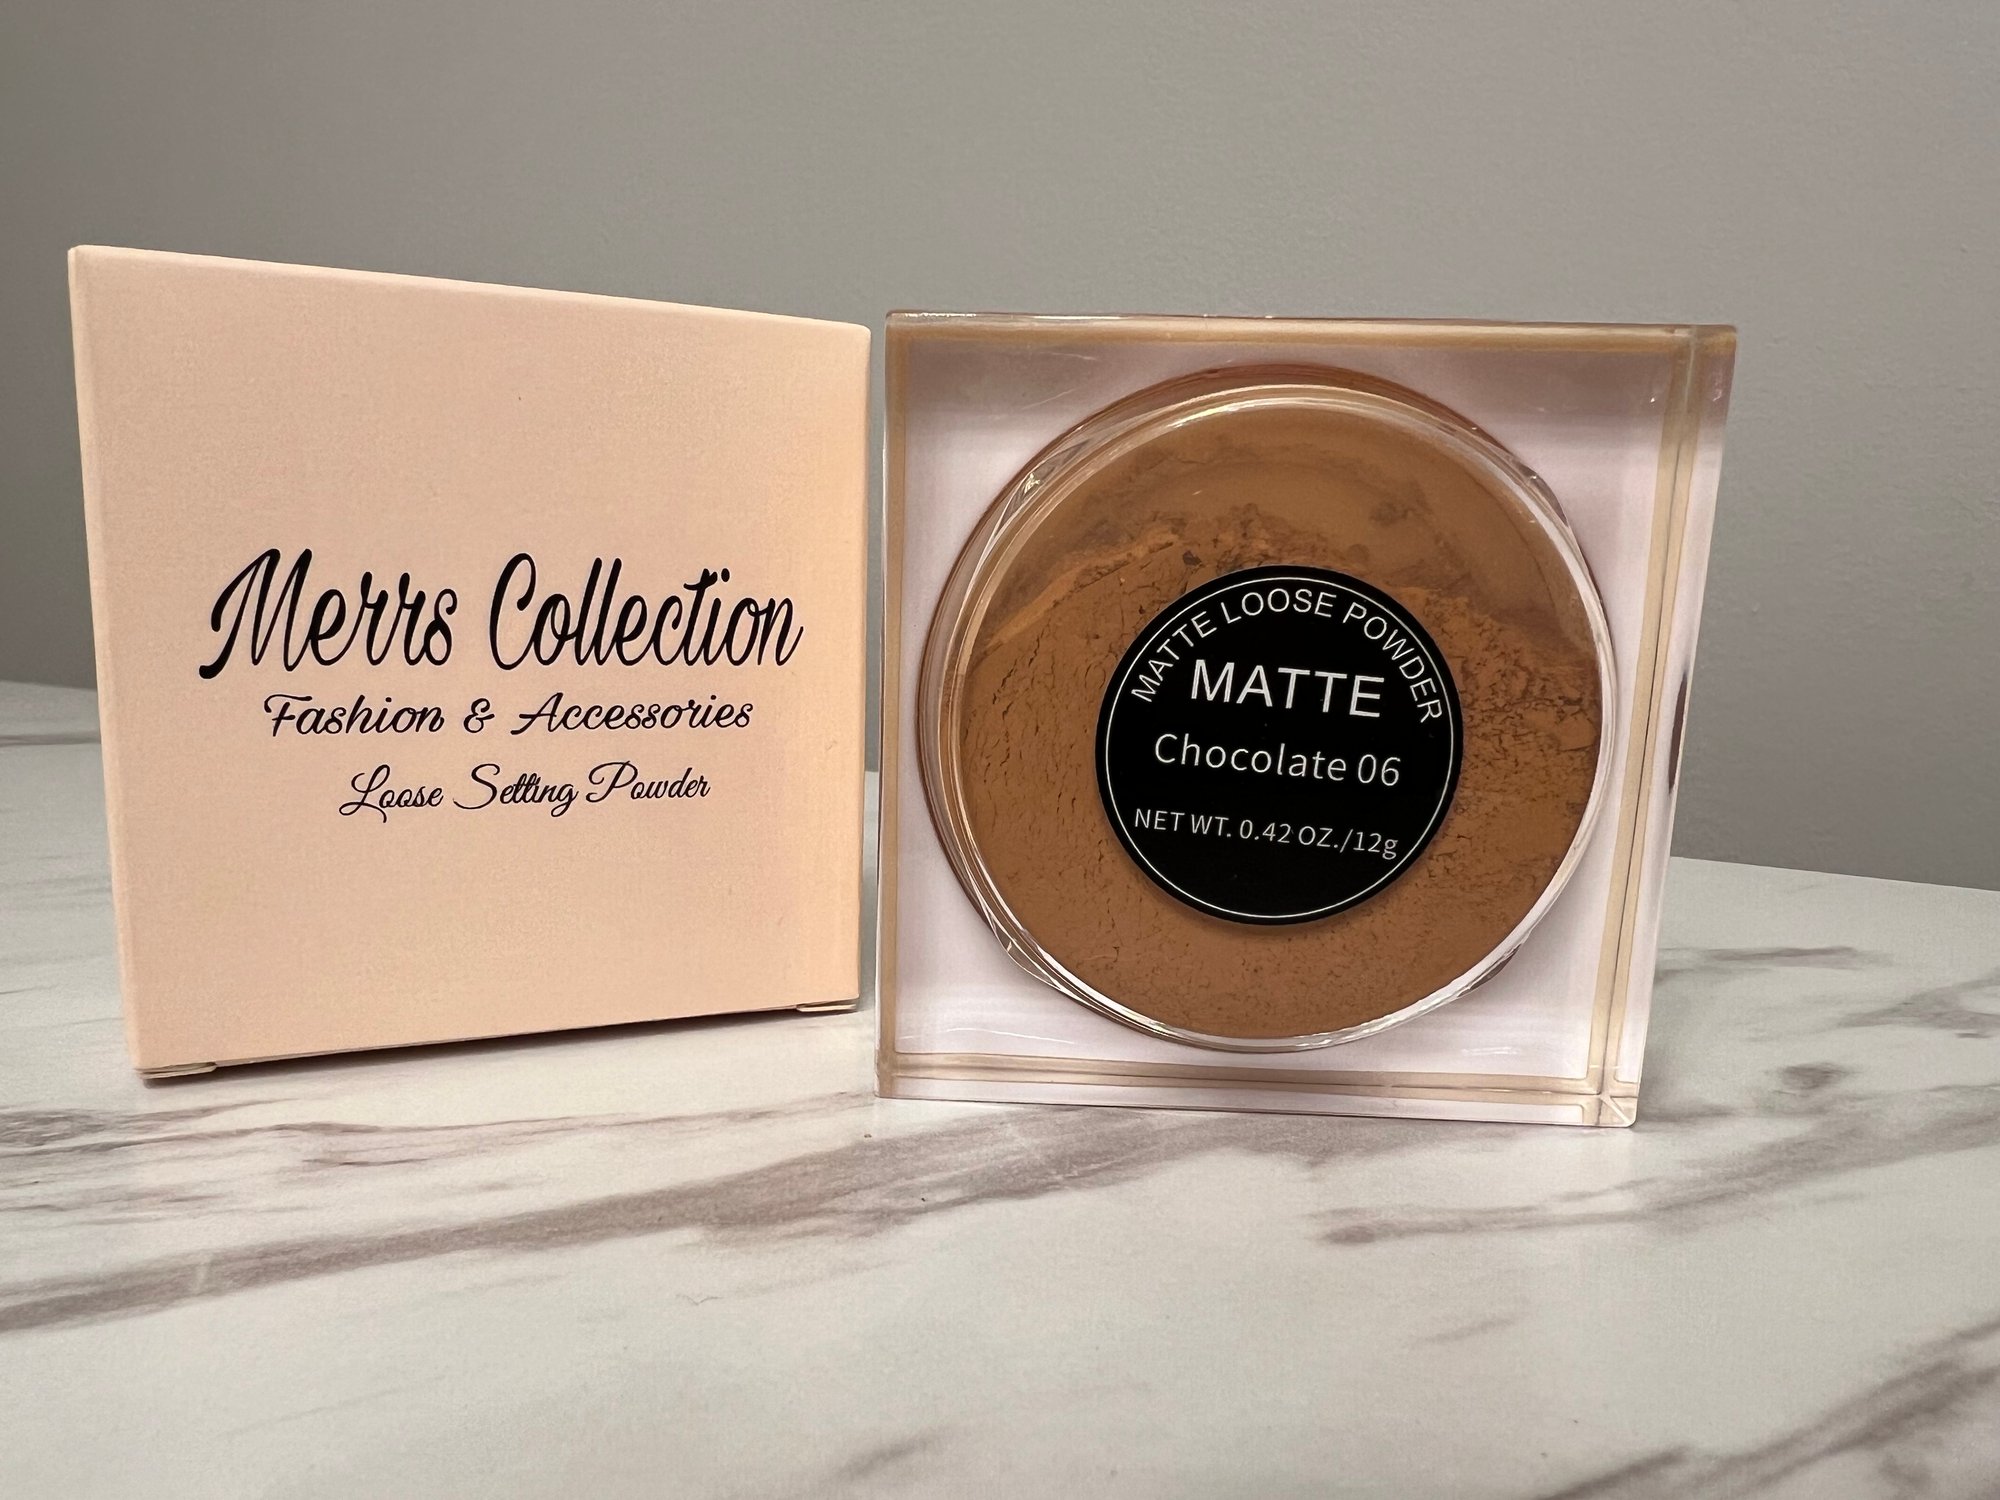 Merrs Collection
Fashion & Accessories
Loose Setting Powder
MATTE LOOSE POWDER
MATTE
Chocolate 06
NET WT. 0.42 OZ./12g